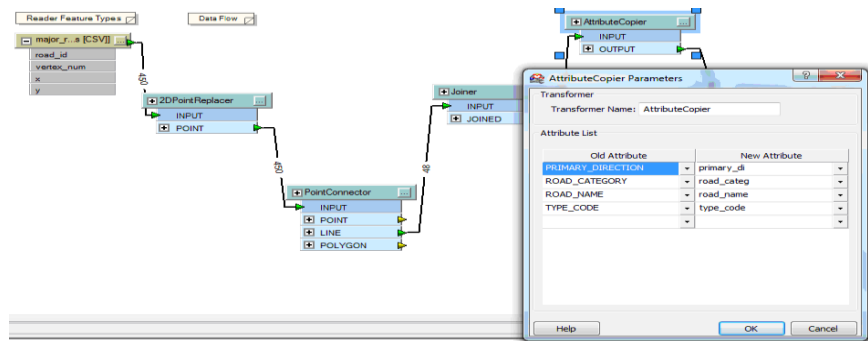 Reader Feature Types
Data Flow
major_r...s [CSV]]
road_id
vertex_num
x
y
450
2DPointReplacer
INPUT
POINT
450
PointConnector
INPUT
POINT
LINE
POLYGON
48
Joiner
INPUT
JOINED
AttributeCopier
INPUT
OUTPUT
AttributeCopier Parameters
Transformer
Transformer Name: AttributeCopier
Attribute List
Old Attribute New Attribute
PRIMARY_DIRECTION primary_di
ROAD_CATEGORY road_categ
ROAD_NAME road_name
TYPE_CODE type_code
Help OK Cancel